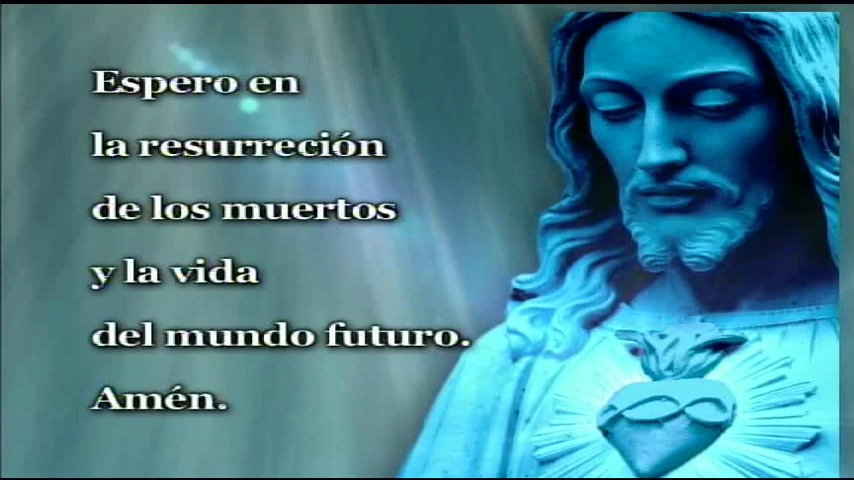 Espero en
la resurreción
de los muertos
y la vida
del mundo futuro.
Amén.